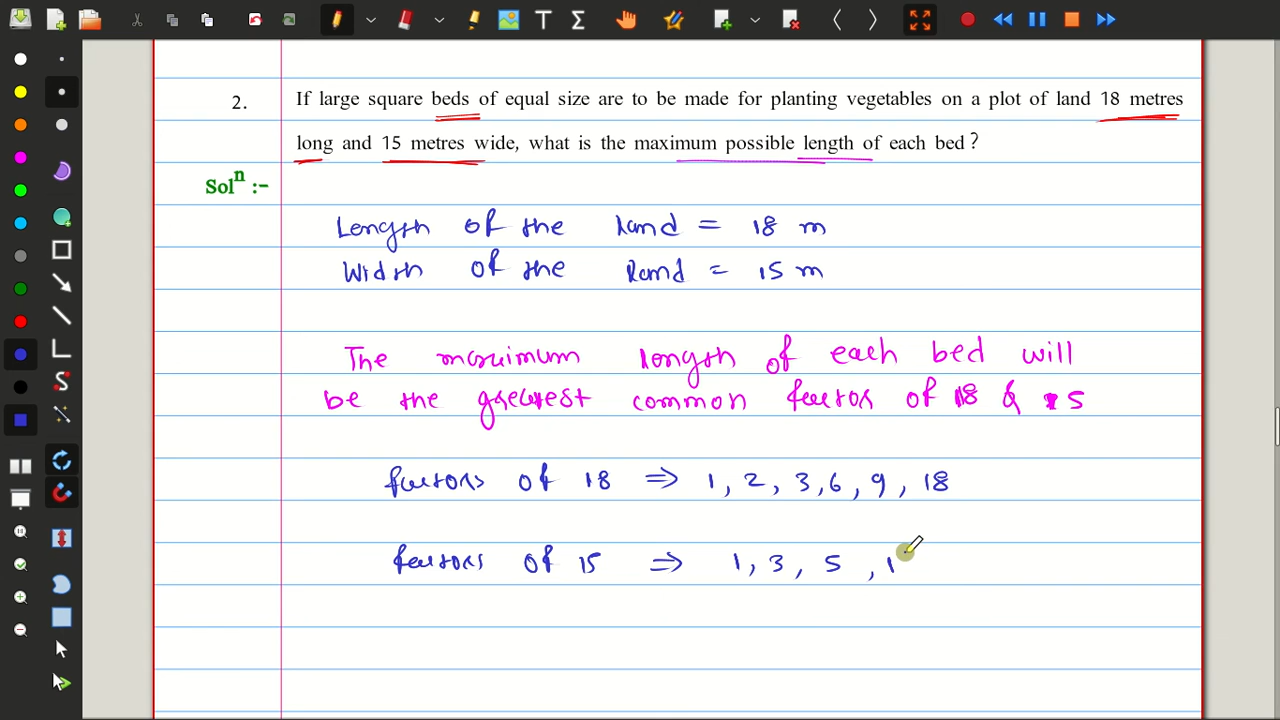 2. If large square beds of equal size are to be made for planting vegetables on a plot of land 18 metres
long and 15 metres wide, what is the maximum possible length of each bed ?
Solⁿ :-
Length of the land = 18 m
Width of the land = 15 m
The maximum length of each bed will
be the greatest common factor of 18 & 15
factors of 18 ⇒ 1, 2, 3, 6, 9, 18
factors of 15 ⇒ 1, 3, 5, 1